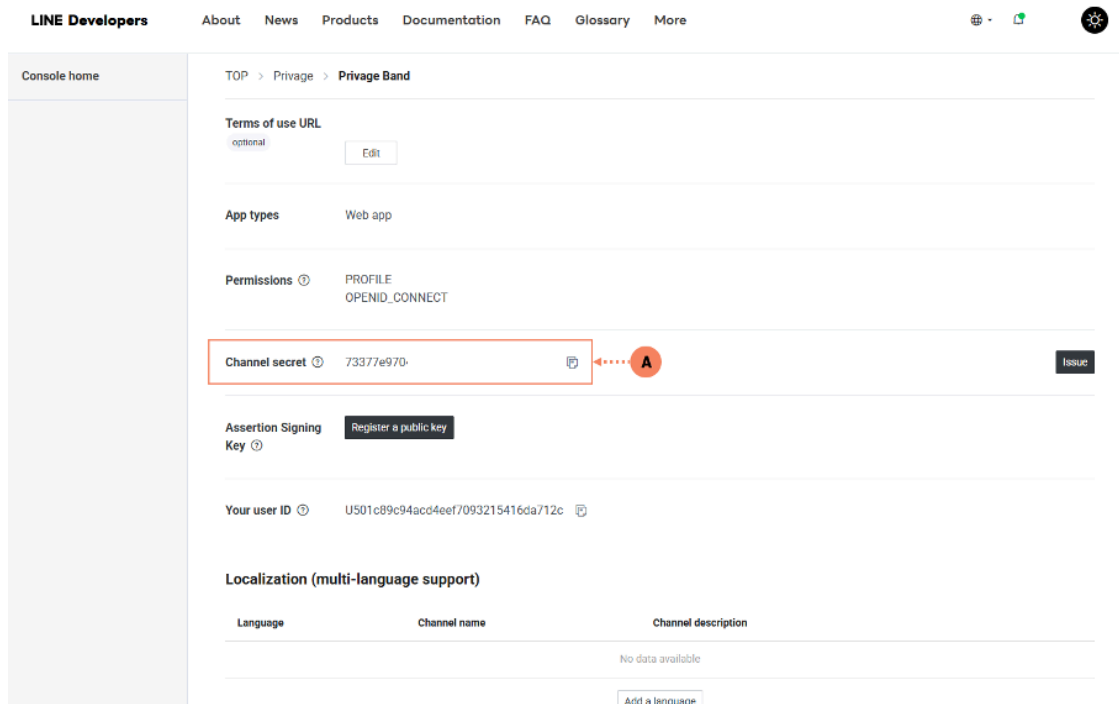 LINE Developers About News Products Documentation FAQ Glossary More
Console home
TOP > Privage > Privage Band
Terms of use URL
optional
Edit
App types Web app
Permissions PROFILE
OPENID_CONNECT
Channel secret 73377e970
A
Issue
Assertion Signing
Key
Register a public key
Your user ID U501c89c94acd4eef7093215416da712c
Localization (multi-language support)
Language Channel name Channel description
No data available
Add a language